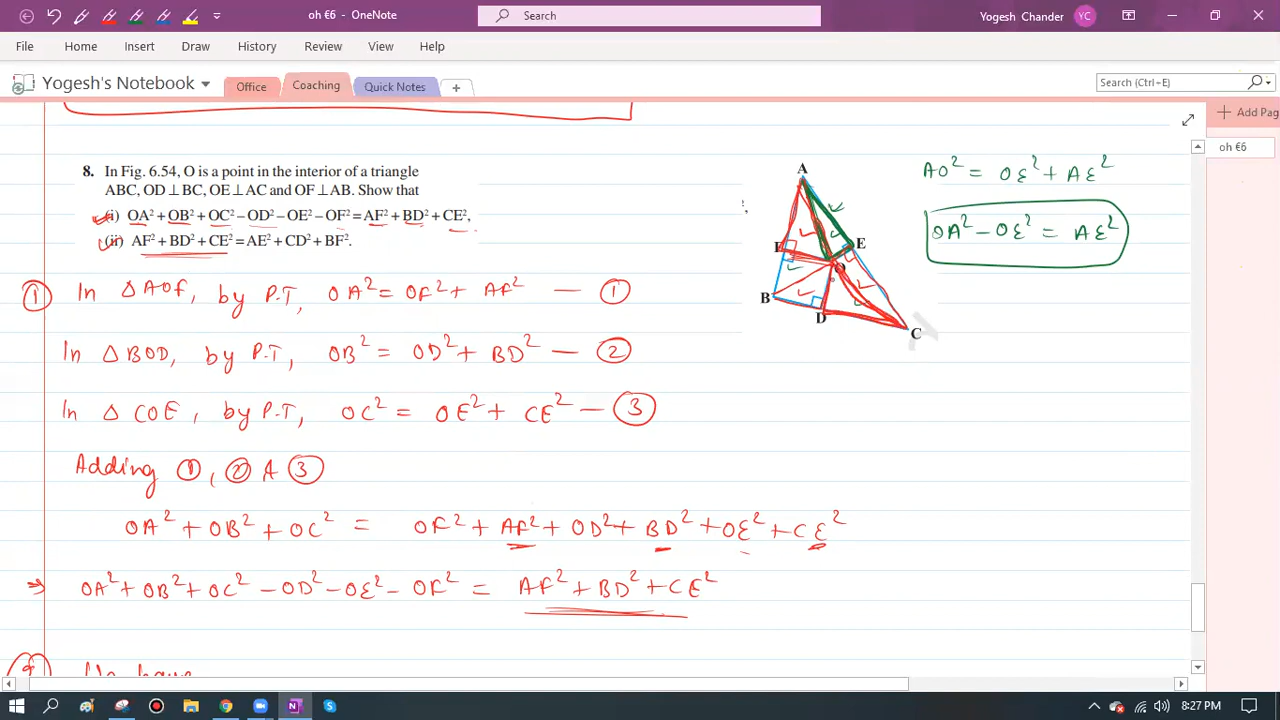 oh €6 - OneNote
Search
Yogesh Chander
YC
File Home Insert Draw History Review View Help
Yogesh's Notebook
Office
Coaching
Quick Notes
Search (Ctrl+E)
Add Pag
oh €6
8. In Fig. 6.54, O is a point in the interior of a triangle
ABC, OD ⊥ BC, OE ⊥ AC and OF ⊥ AB. Show that
(i) OA² + OB² + OC² – OD² – OE² – OF² = AF² + BD² + CE²,
(ii) AF² + BD² + CE² = AE² + CD² + BF².
A
F
E
O
B
D
C
AO² = OE² + AE²
OA² - OE² = AE²
① In △AOF, by P.T, OA² = OF² + AF² — ①
In △BOD, by P.T, OB² = OD² + BD² — ②
In △COE, by P.T, OC² = OE² + CE² — ③
Adding ①, ② & ③
OA² + OB² + OC² = OF² + AF² + OD² + BD² + OE² + CE²
⇒ OA² + OB² + OC² - OD² - OE² - OF² = AF² + BD² + CE²
8:27 PM